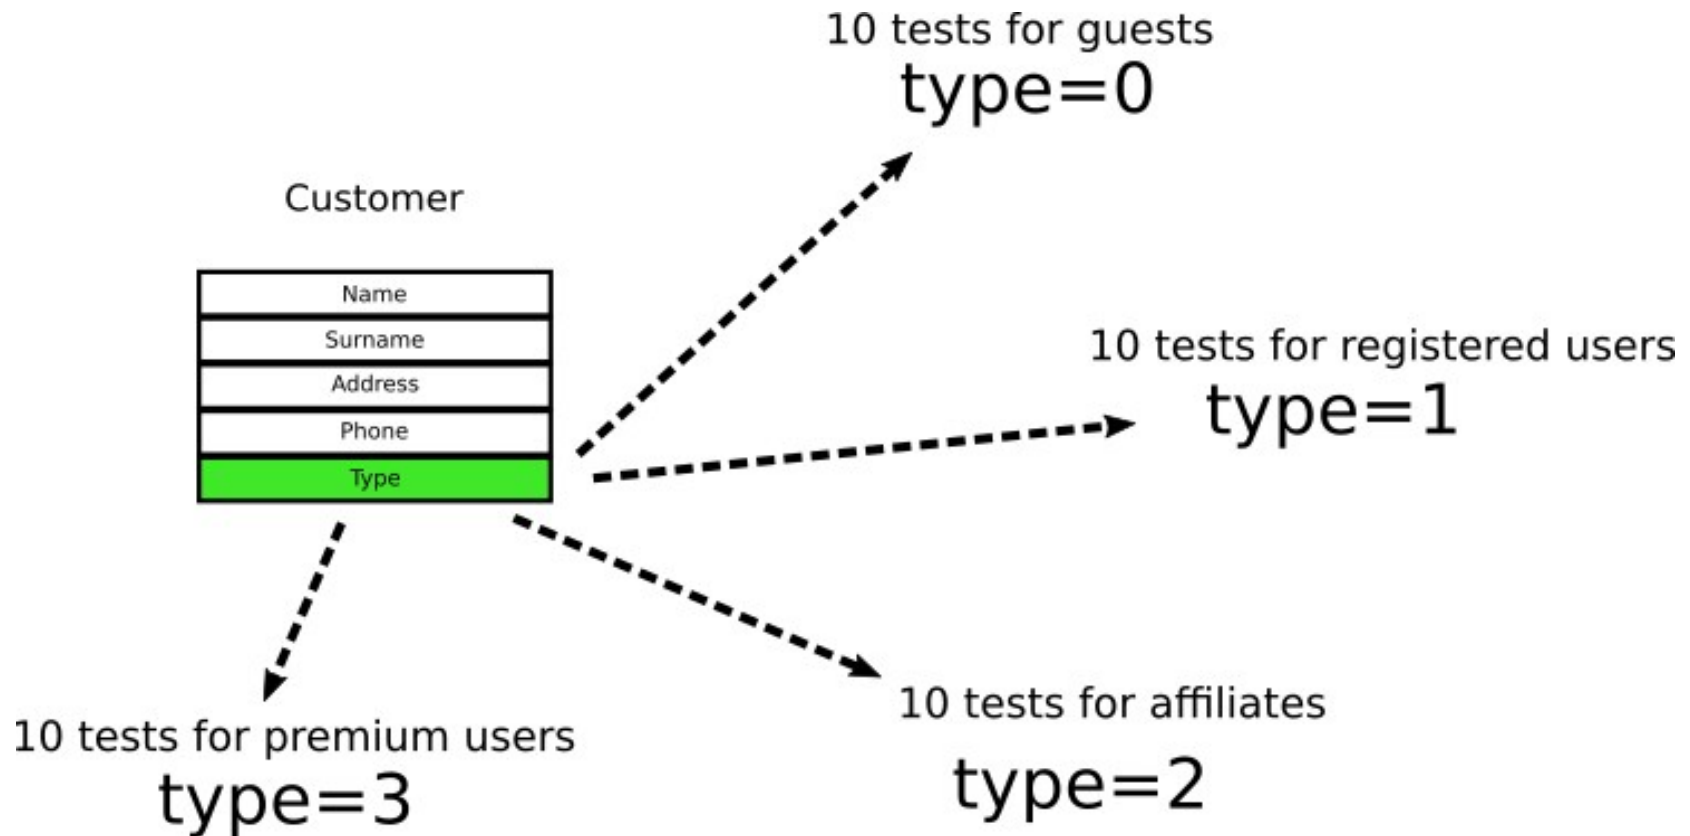 10 tests for guests
type=0
Customer
Name
Surname
Address
Phone
Type
10 tests for registered users
type=1
10 tests for affiliates
type=2
10 tests for premium users
type=3